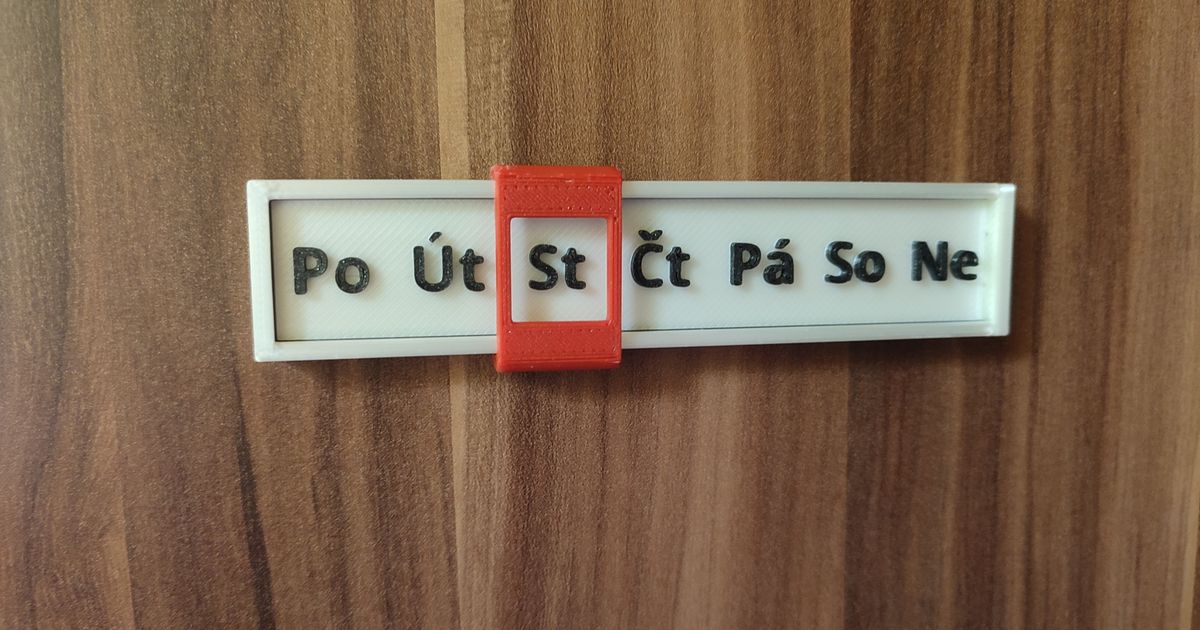 Po Út St Čt Pá So Ne